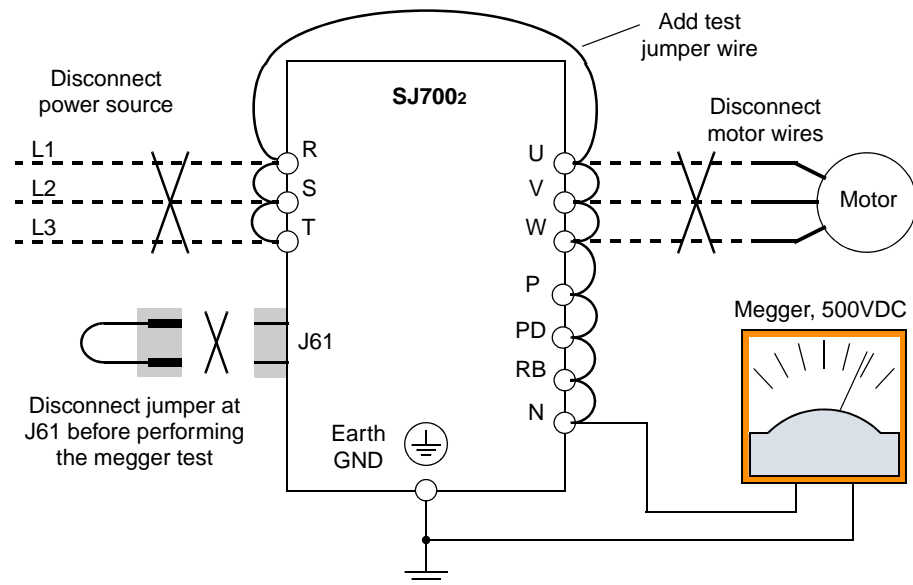 Add test
jumper wire
Disconnect
power source
SJ7002
Disconnect
motor wires
L1
R
U
L2
S
V
Motor
L3
T
W
P
Megger, 500VDC
J61
PD
RB
Disconnect jumper at
J61 before performing
the megger test
N
Earth
GND